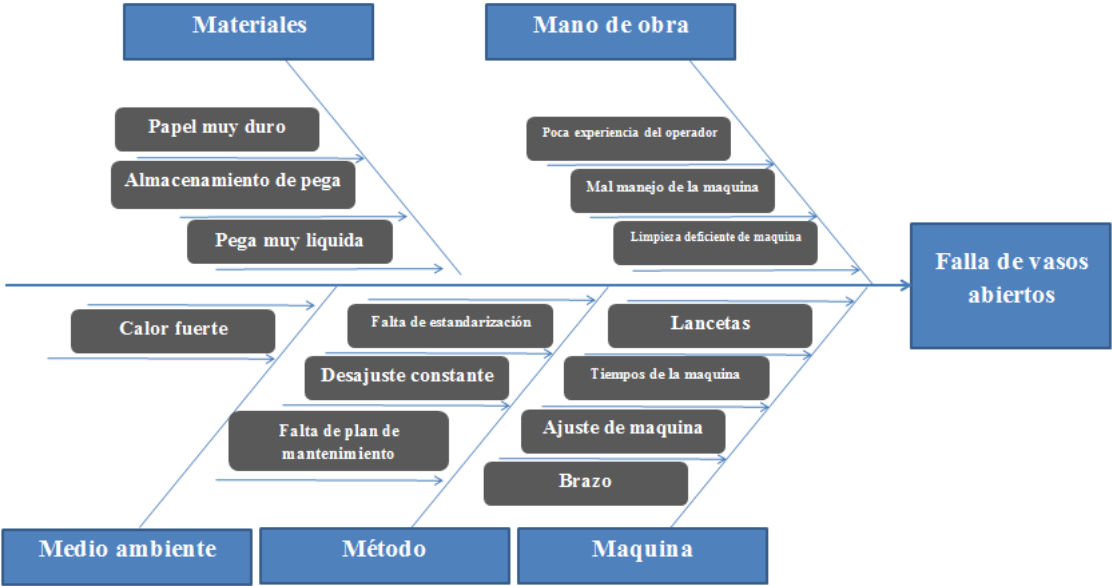 Materiales
Mano de obra
Papel muy duro
Almacenamiento de pega
Pega muy liquida
Poca experiencia del operador
Mal manejo de la maquina
Limpieza deficiente de maquina
Falla de vasos
abiertos
Calor fuerte
Falta de estandarización
Desajuste constante
Falta de plan de
mantenimiento
Lancetas
Tiempos de la maquina
Ajuste de maquina
Brazo
Medio ambiente
Método
Maquina